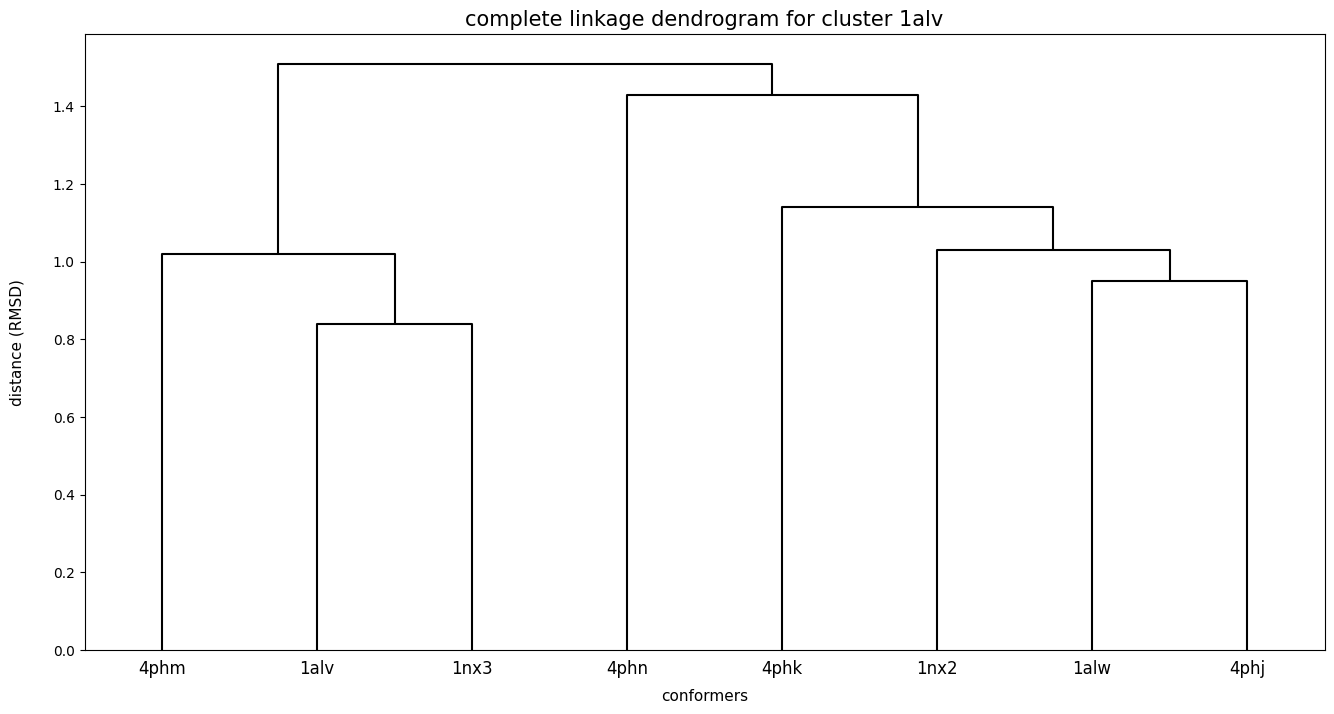 complete linkage dendrogram for cluster 1alv
1.4
1.2
1.0
0.8
0.6
0.4
0.2
0.0
distance (RMSD)
4phm 1alv 1nx3 4phn 4phk 1nx2 1alw 4phj
conformers